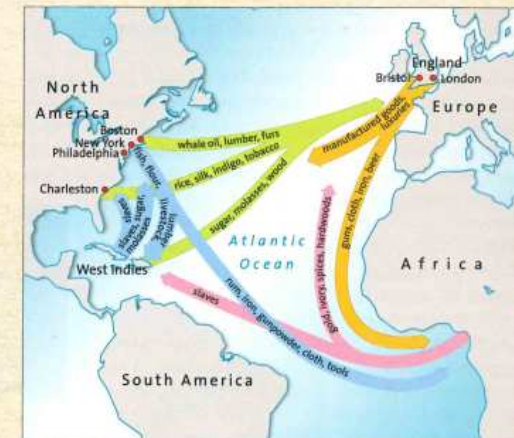 North
America
Boston
New York
Philadelphia
Charleston
West Indies
South America
Atlantic
Ocean
England
Bristol
London
Europe
Africa
whale oil, lumber, furs
rice, silk, indigo, tobacco
sugar, molasses, wood
manufactured goods,
luxuries
guns, cloth, iron, beer
gold, ivory, spices, hardwoods
slaves
rum, iron, gunpowder, cloth, tools
fish, flour,
livestock,
lumber
slaves, sugar,
molasses